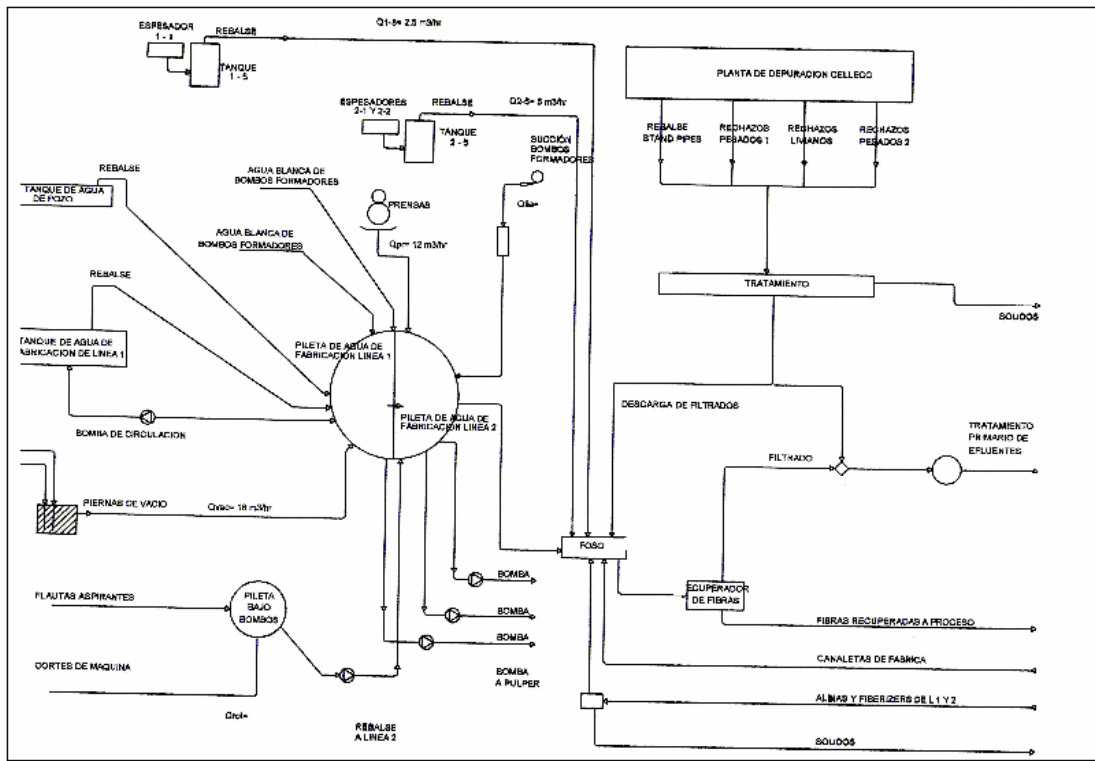 ESPESADOR
REBALSE
Q1-5= 2.5 m3/hr
TANQUE
1 - 5
PLANTA DE DEPURACION CELLECO
ESPESADORES
2-1 Y 2-2
REBALSE
Q2-5= 5 m3/hr
TANQUE
2 - 5
SUCCIÓN
BOMBOS
FORMADORES
REBALSE
STAND PIPES
RECHAZOS
PESADOS 1
RECHAZOS
LIVIANOS
RECHAZOS
PESADOS 2
REBALSE
TANQUE DE AGUA
DE POZO
AGUA BLANCA DE
BOMBOS FORMADORES
PRENSAS
AGUA BLANCA DE
BOMBOS FORMADORES
Qpr= 12 m3/hr
REBALSE
TRATAMIENTO
SOLIDOS
TANQUE DE AGUA DE
FABRICACION DE LINEA 1
PILETA DE AGUA DE
FABRICACION LINEA 1
PILETA DE AGUA DE
FABRICACION LINEA 2
DESCARGA DE FILTRADOS
BOMBA DE CIRCULACION
TRATAMIENTO
PRIMARIO DE
EFLUENTES
FILTRADO
PIERNAS DE VACIO
Qvac= 18 m3/hr
FOSO
BOMBA
RECUPERADOR
DE FIBRAS
FLAUTAS ASPIRANTES
PILETA
BAJO
BOMBOS
BOMBA
FIBRAS RECUPERADAS A PROCESO
BOMBA
CORTES DE MAQUINA
CANALETAS DE FABRICA
BOMBA
A PULPER
ALIMAS Y FIBERIZERS DE L 1 Y 2
REBALSE
A LINEA 2
SOLIDOS